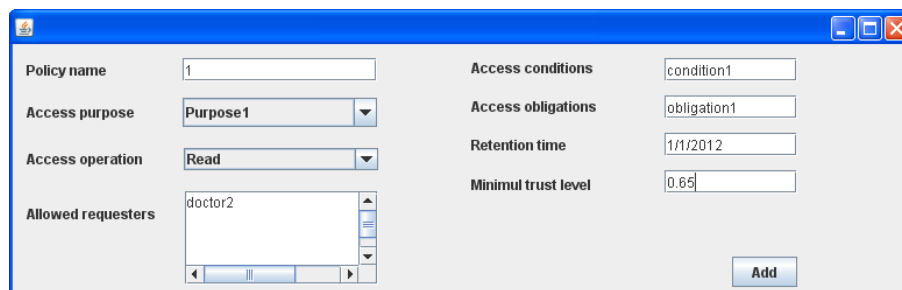 Policy name 1
Access purpose Purpose1
Access operation Read
Allowed requesters doctor2
Access conditions condition1
Access obligations obligation1
Retention time 1/1/2012
Minimul trust level 0.65
Add